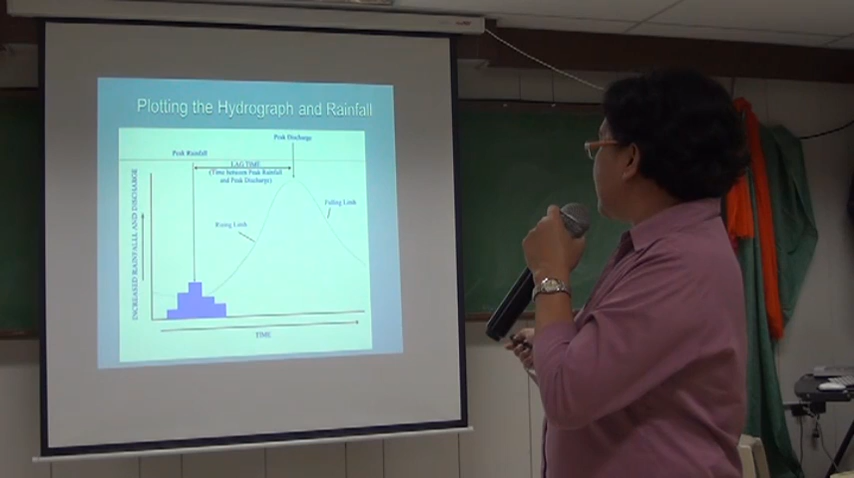 Plotting the Hydrograph and Rainfall
Peak Discharge
Peak Rainfall
LAG TIME
(Time between Peak Rainfall
and Peak Discharge)
Falling Limb
Rising Limb
INCREASED RAINFALL AND DISCHARGE
TIME